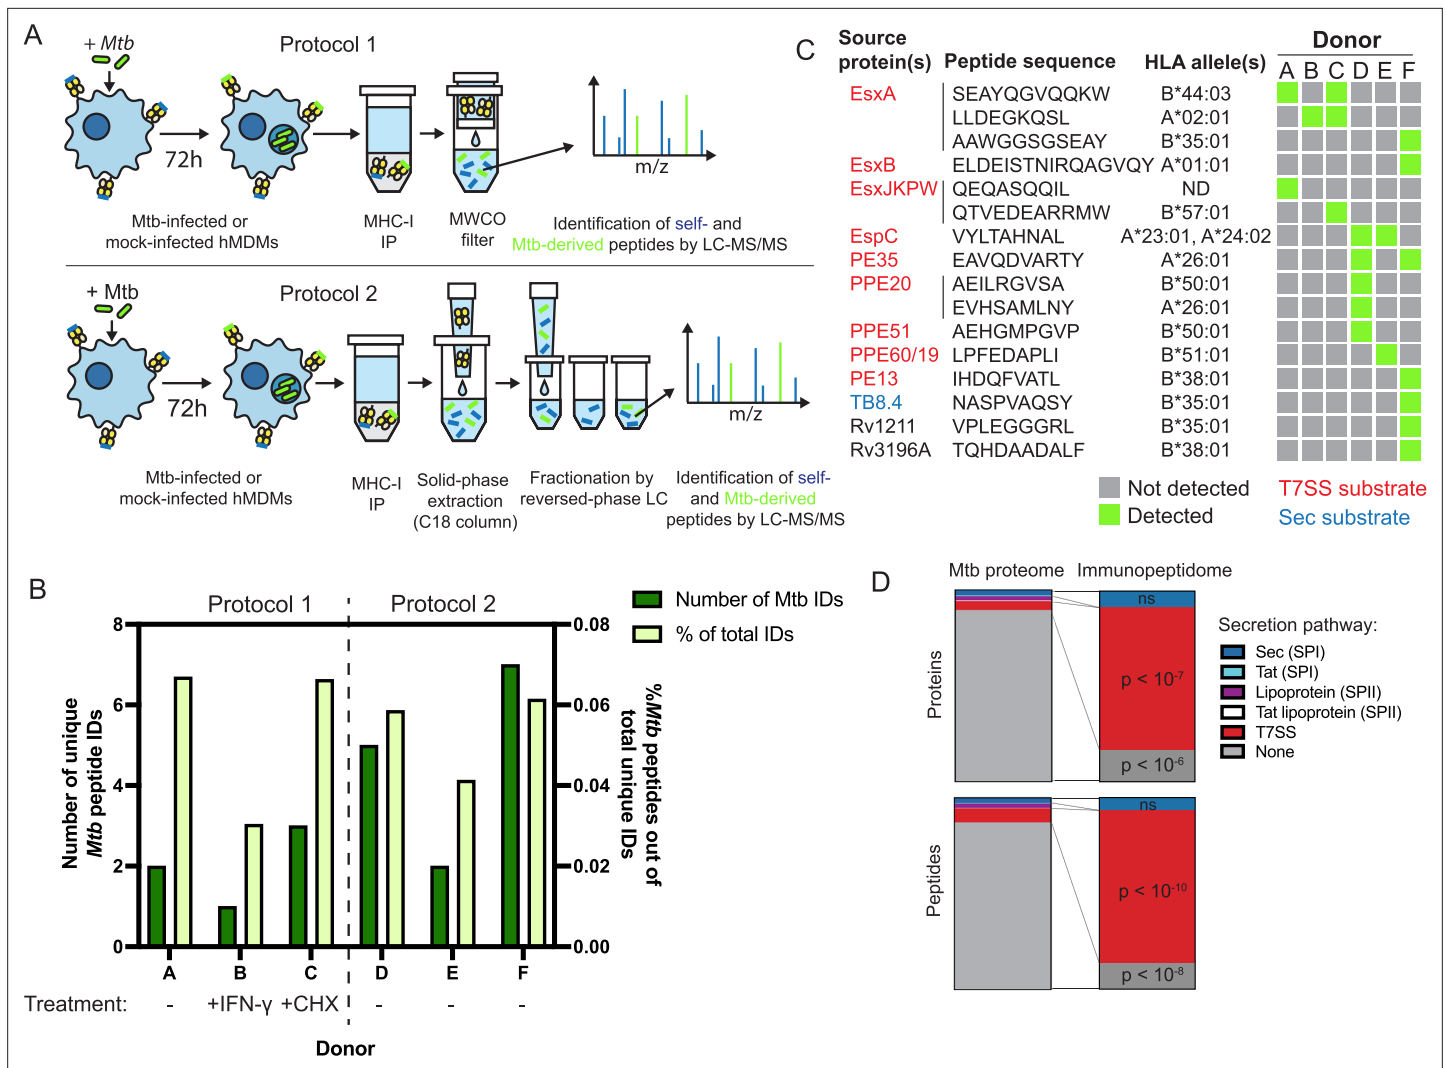 A
+ Mtb
Protocol 1
72h
m/z
Mtb-infected or
mock-infected hMDMs
MHC-I
IP
MWCO
filter
Identification of self- and
Mtb-derived peptides by LC-MS/MS
+ Mtb
Protocol 2
72h
m/z
Mtb-infected or
mock-infected hMDMs
MHC-I
IP
Solid-phase
extraction
(C18 column)
Fractionation by
reversed-phase LC
Identification of self-
and Mtb-derived
peptides by LC-MS/MS
C
Source
protein(s)
Peptide sequence
HLA allele(s)
Donor
A B C D E F
EsxA SEAYQGVQQKW B*44:03
LLDEGKQSL A*02:01
AAWGGSGSEAY B*35:01
EsxB ELDEISTNIRQAGVQY A*01:01
EsxJKPW QEQASQQIL ND
QTVEDEARRMW B*57:01
EspC VYLTAHNAL A*23:01, A*24:02
PE35 EAVQDVARTY A*26:01
PPE20 AEILRGVSA B*50:01
EVHSAMLNY A*26:01
PPE51 AEHGMPGVP B*50:01
PPE60/19 LPFEDAPLI B*51:01
PE13 IHDQFVATL B*38:01
TB8.4 NASPVAQSY B*35:01
Rv1211 VPLEGGGRL B*35:01
Rv3196A TQHDAADALF B*38:01
Not detected
Detected
T7SS substrate
Sec substrate
B
Protocol 1
Protocol 2
Number of Mtb IDs
% of total IDs
Number of unique
Mtb peptide IDs
8
6
4
2
0
0.08
0.06
0.04
0.02
0.00
%Mtb peptides out of
total unique IDs
A B C D E F
Treatment: - +IFN-γ +CHX - - -
Donor
D
Mtb proteome
Immunopeptidome
Proteins
ns
p < 10-7
p < 10-6
Peptides
ns
p < 10-10
p < 10-8
Secretion pathway:
Sec (SPI)
Tat (SPI)
Lipoprotein (SPII)
Tat lipoprotein (SPII)
T7SS
None